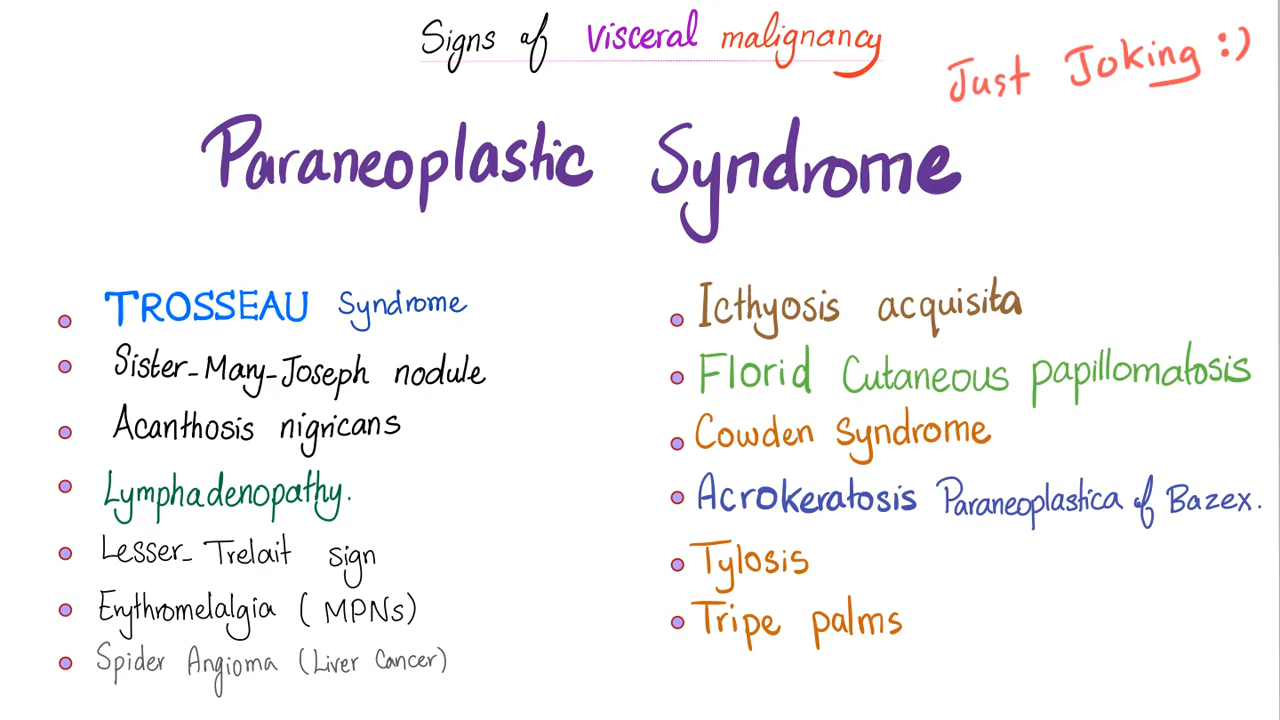 Signs of visceral malignancy
Just Joking :)
Paraneoplastic Syndrome
TROSSEAU Syndrome
Sister-Mary-Joseph nodule
Acanthosis nigricans
Lymphadenopathy.
Lesser-Trelait sign
Erythromelalgia (MPNs)
Spider Angioma (Liver Cancer)
Icthyosis acquisita
Florid Cutaneous papillomatosis
Cowden Syndrome
Acrokeratosis Paraneoplastica of Bazex.
Tylosis
Tripe palms